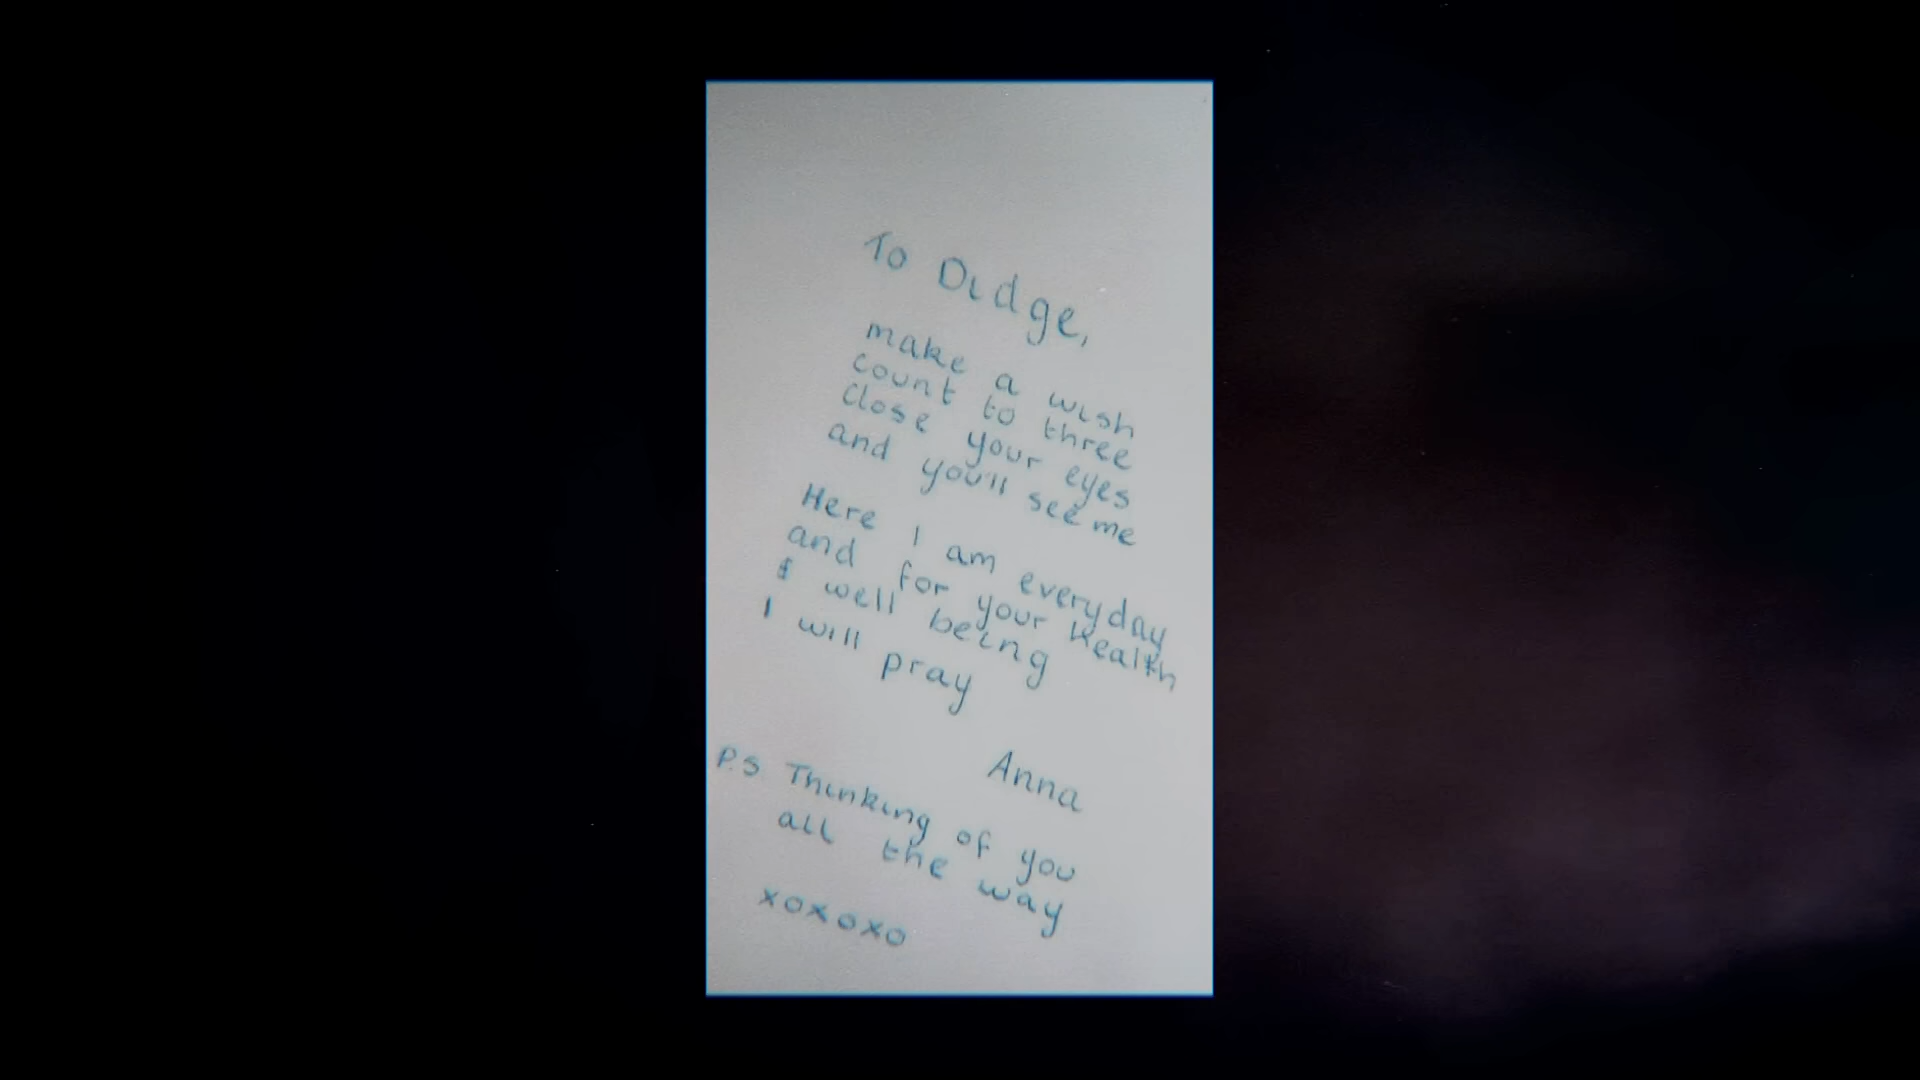 To Didge,
make a wish
count to three
Close your eyes
and you'll see me
Here I am everyday
and for your health
& well being
I will pray
Anna
P.S Thinking of you
all the way
xoxoxo